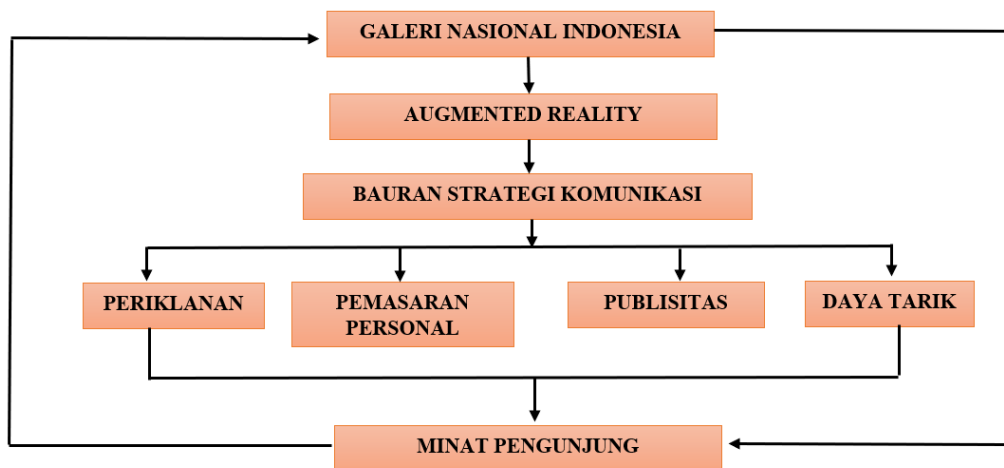 GALERI NASIONAL INDONESIA
AUGMENTED REALITY
BAURAN STRATEGI KOMUNIKASI
PERIKLANAN
PEMASARAN
PERSONAL
PUBLISITAS
DAYA TARIK
MINAT PENGUNJUNG